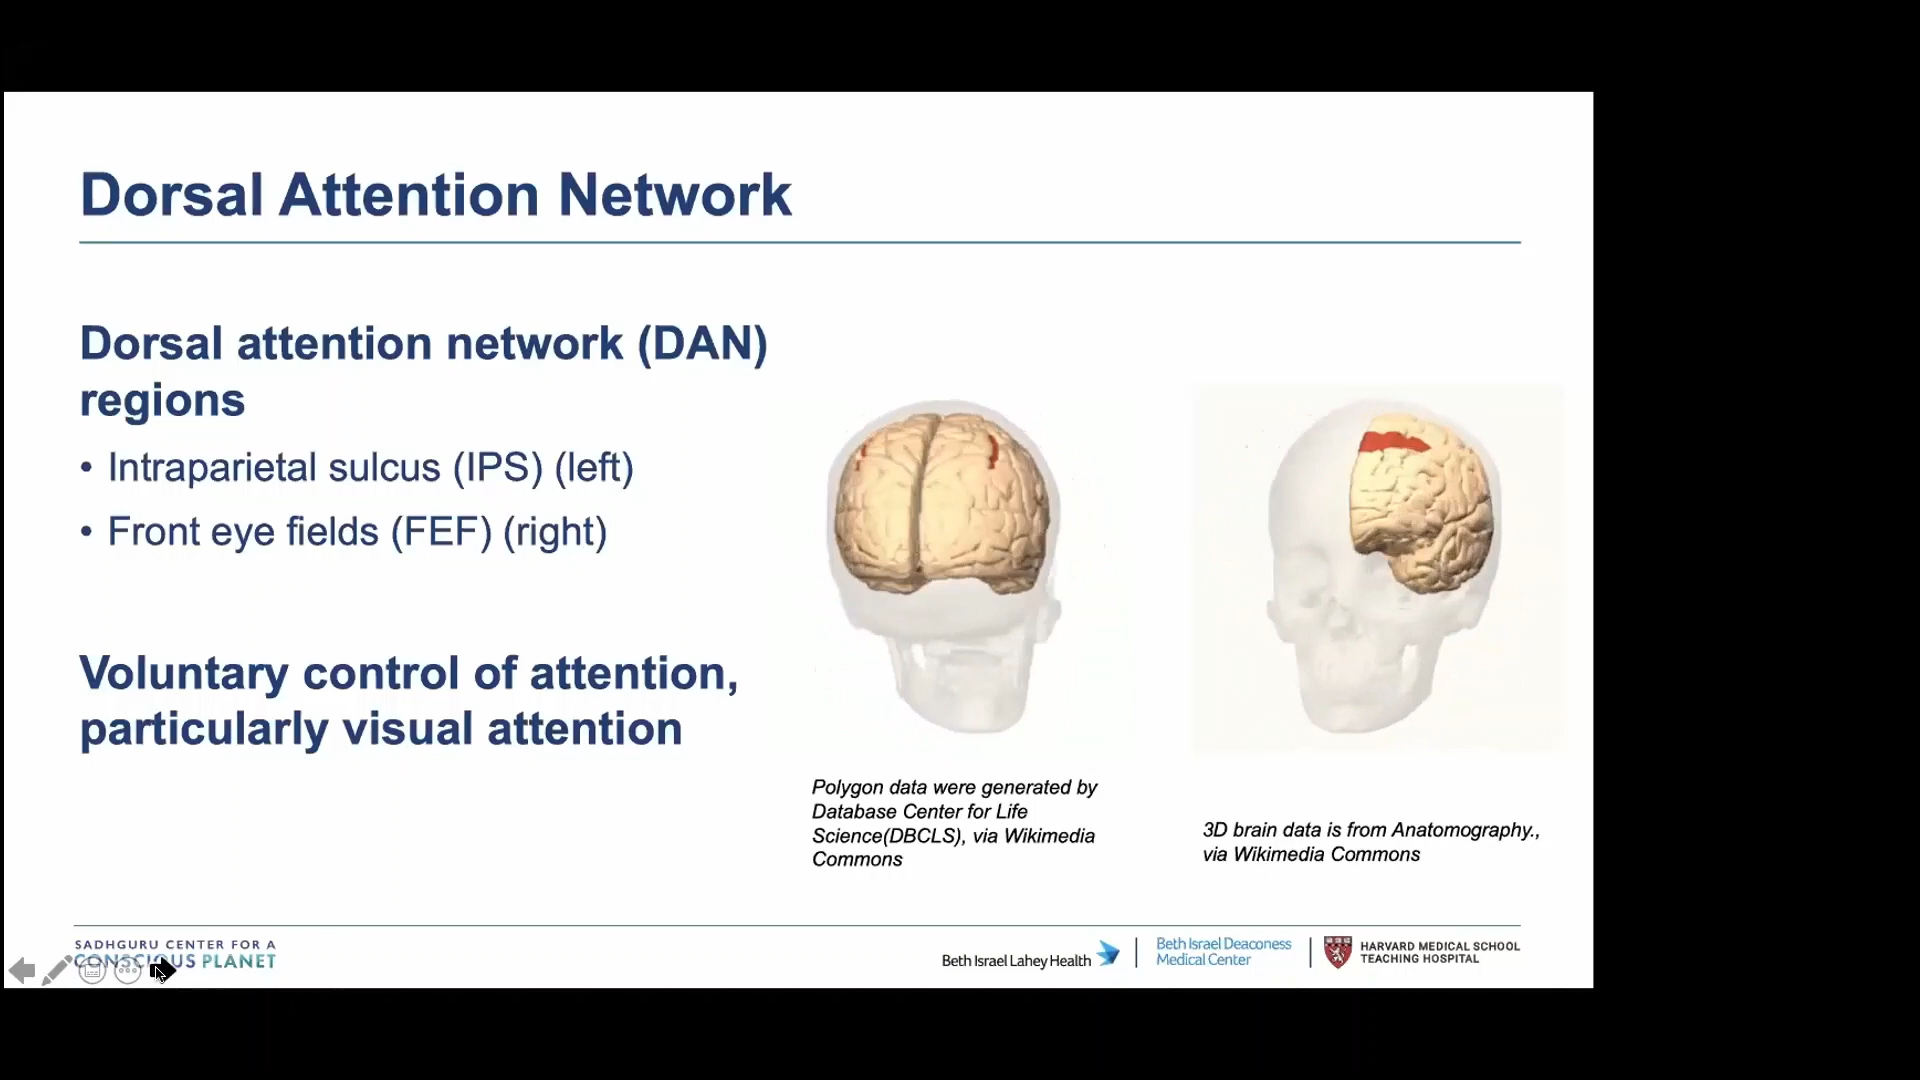 Dorsal Attention Network
Dorsal attention network (DAN)
regions
• Intraparietal sulcus (IPS) (left)
• Front eye fields (FEF) (right)
Voluntary control of attention,
particularly visual attention
Polygon data were generated by
Database Center for Life
Science(DBCLS), via Wikimedia
Commons
3D brain data is from Anatomography.,
via Wikimedia Commons
SADHGURU CENTER FOR A
CONSCIOUS PLANET
Beth Israel Lahey Health
Beth Israel Deaconess
Medical Center
HARVARD MEDICAL SCHOOL
TEACHING HOSPITAL